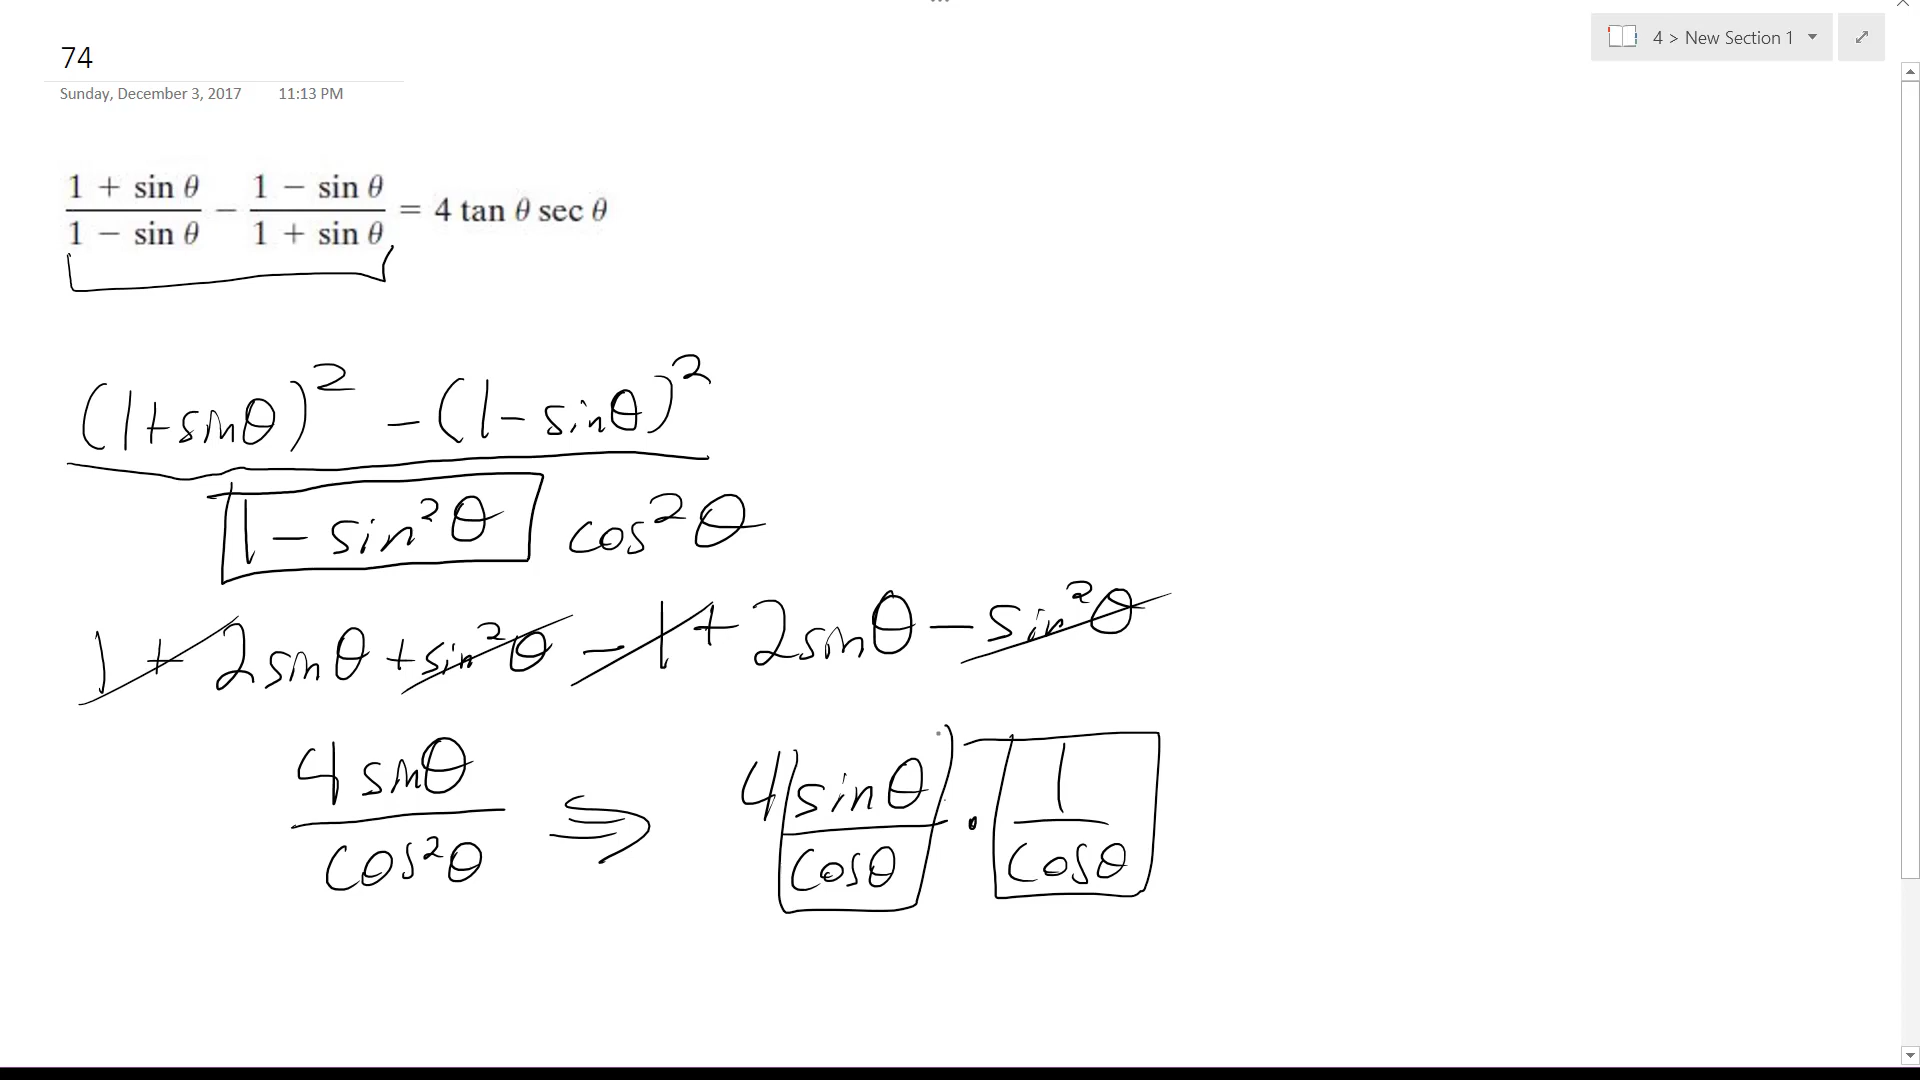 4 > New Section 1
74
Sunday, December 3, 2017 11:13 PM
1 + sin θ / 1 − sin θ − 1 − sin θ / 1 + sin θ = 4 tan θ sec θ
(1+sinθ)² − (1−sinθ)²
1−sin²θ cos²θ
1+2sinθ+sin²θ−1+2sinθ−sin²θ
4sinθ / cos²θ ⇒ 4 sinθ / cosθ · 1 / cosθ